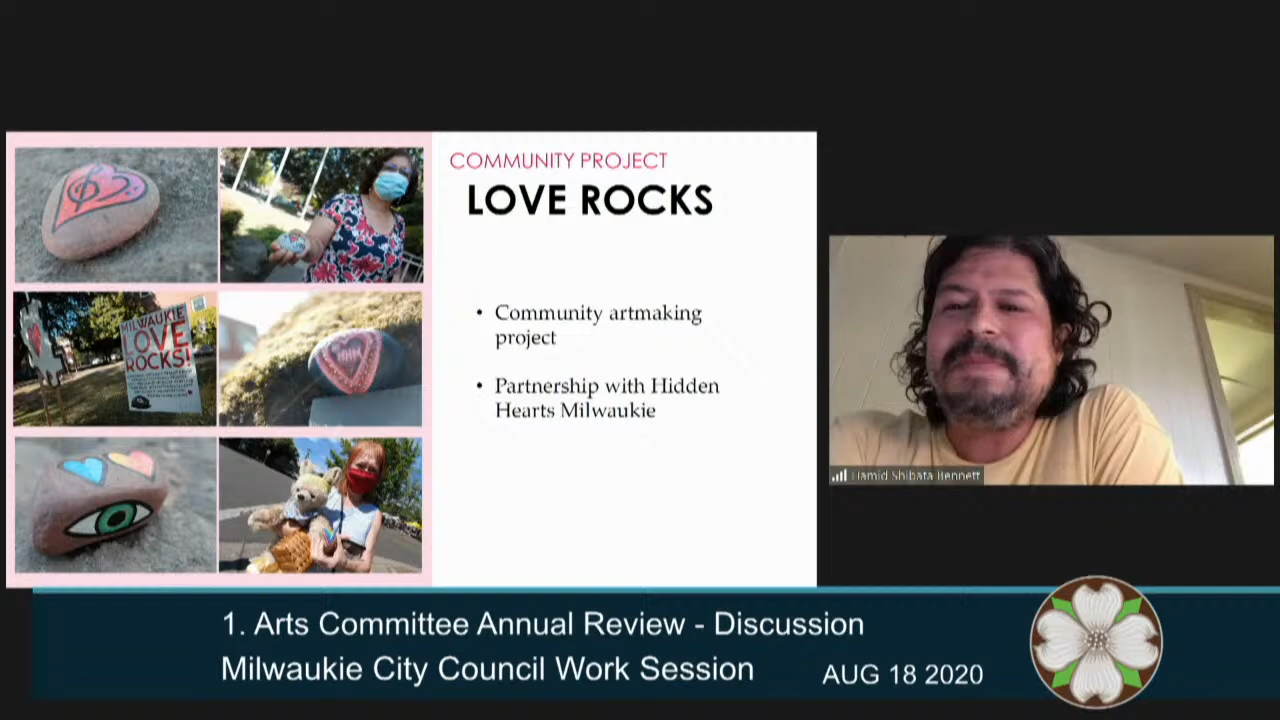 COMMUNITY PROJECT
LOVE ROCKS
• Community artmaking
project
• Partnership with Hidden
Hearts Milwaukie
MILWAUKIE
LOVE
ROCKS!
Hamid Shibata Bennett
1. Arts Committee Annual Review - Discussion
Milwaukie City Council Work Session
AUG 18 2020